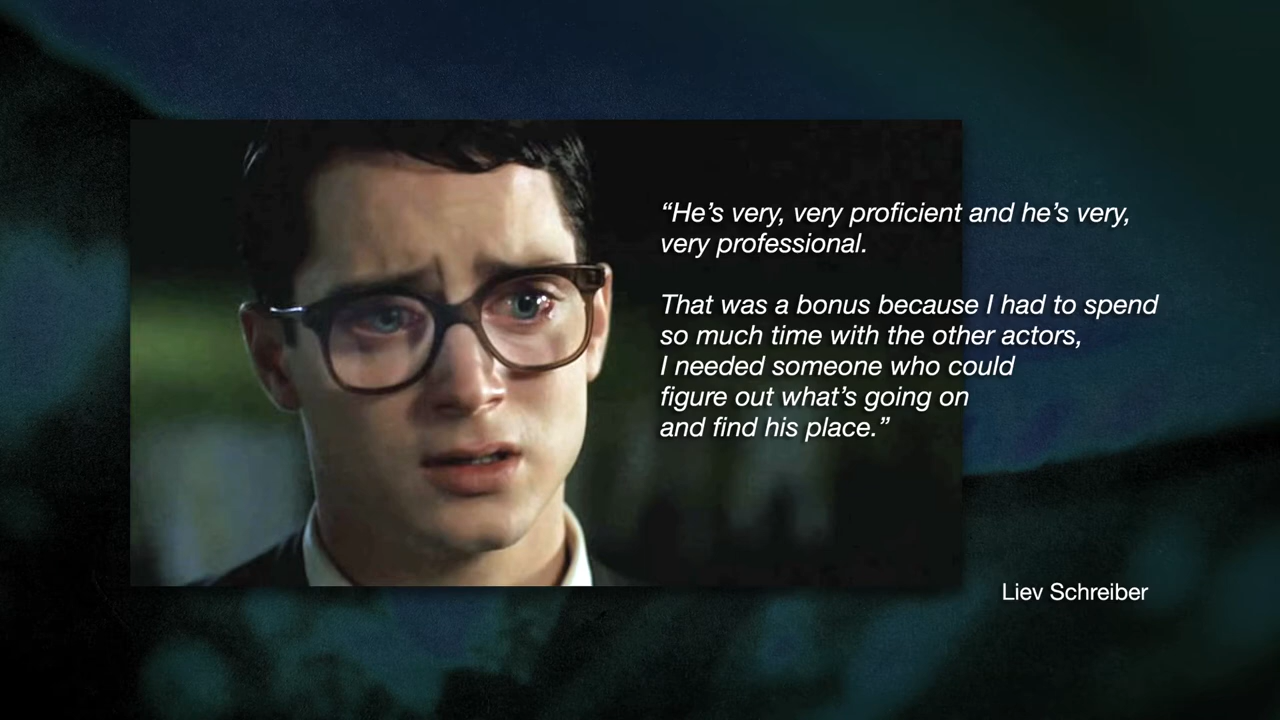 “He’s very, very proficient and he’s very,
very professional.
That was a bonus because I had to spend
so much time with the other actors,
I needed someone who could
figure out what’s going on
and find his place.”
Liev Schreiber